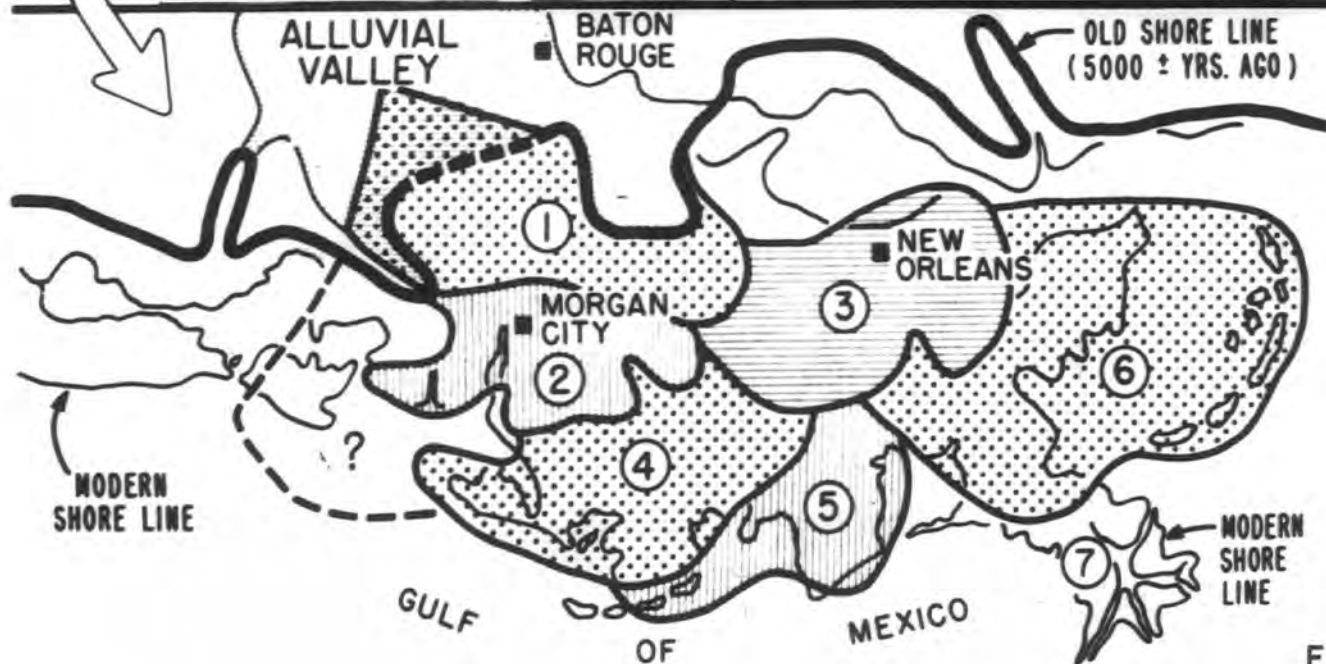 ALLUVIAL
VALLEY
BATON
ROUGE
OLD SHORE LINE
(5000 ± YRS. AGO)
1
NEW
ORLEANS
MORGAN
CITY
3
2
6
?
4
MODERN
SHORE LINE
5
7
MODERN
SHORE
LINE
GULF
OF
MEXICO